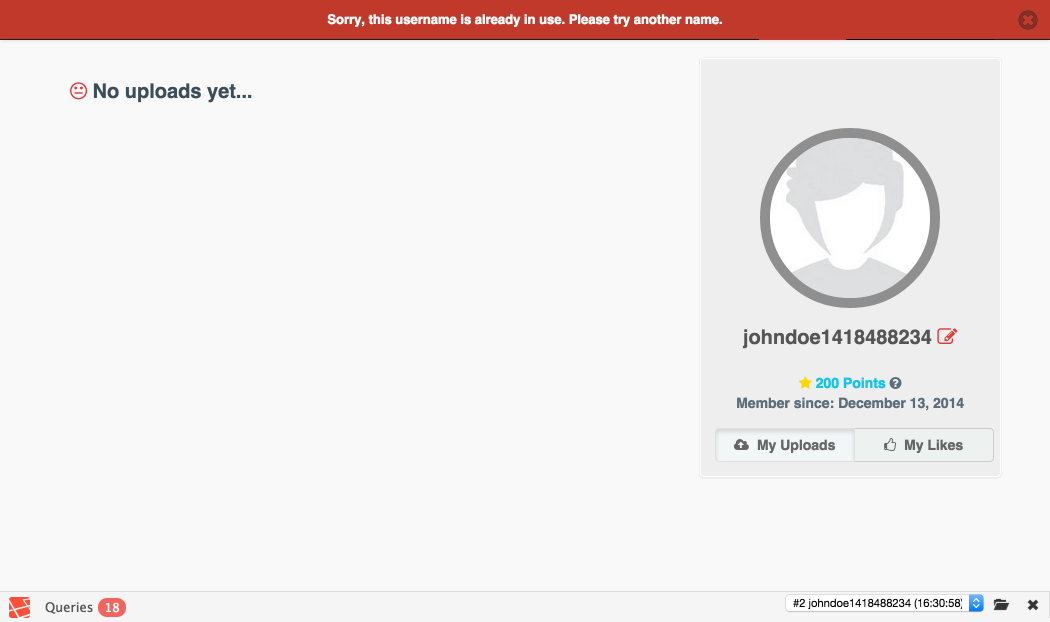 Sorry, this username is already in use. Please try another name.
No uploads yet...
johndoe1418488234
200 Points
Member since: December 13, 2014
My Uploads
My Likes
Queries 18
#2 johndoe1418488234 (16:30:58)